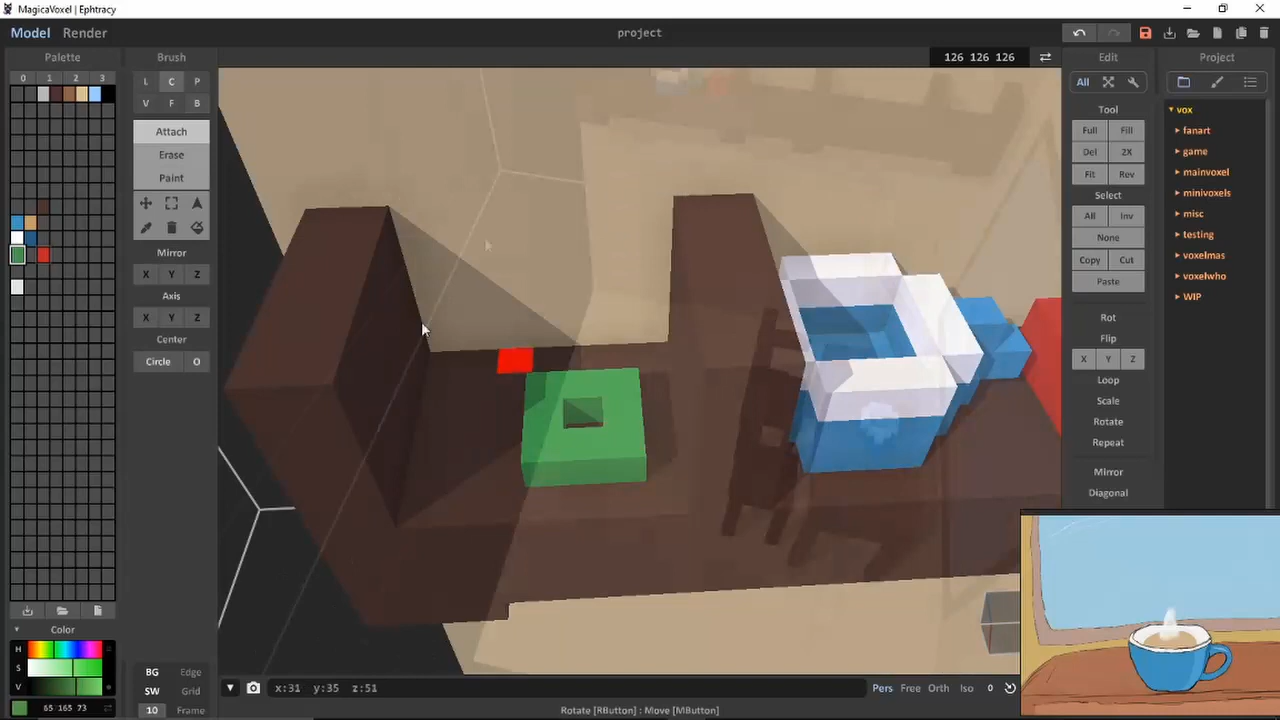 MagicaVoxel | Ephtracy
Model Render project
Palette Brush 126 126 126 Edit Project
0 1 2 3
L C P All
V F B vox
Tool
Attach Full Fill fanart
Erase Del 2X game
Paint Fit Rev mainvoxel
Select minivoxels
All Inv misc
Mirror None testing
X Y Z Copy Cut voxelmas
Axis Paste voxelwho
X Y Z Rot WIP
Center Flip
Circle O X Y Z
Loop
Scale
Rotate
Repeat
Mirror
Diagonal
Color
H
S
V
BG Edge
SW Grid
10 Frame
x:31 y:35 z:51 Pers Free Orth Iso 0
65 165 73
Rotate [RButton] : Move [MButton]